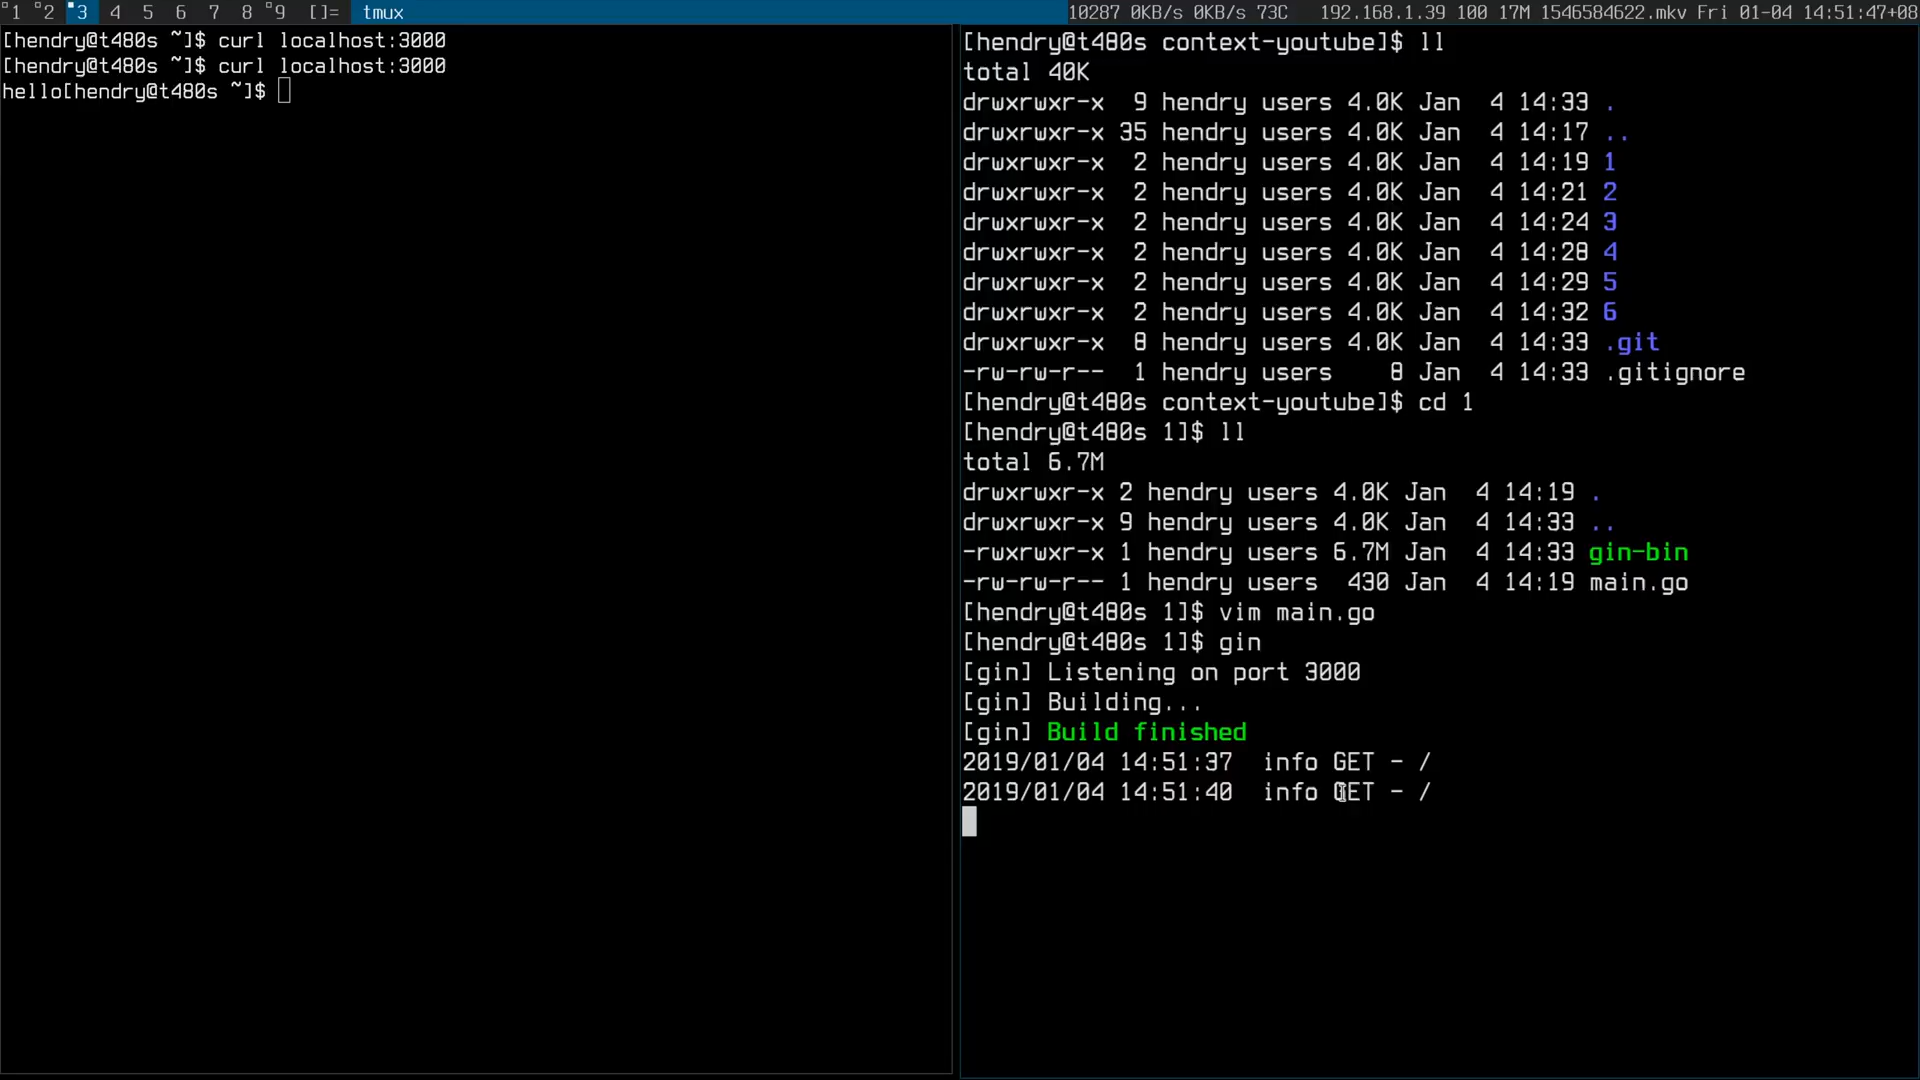 1 2 3 4 5 6 7 8 9 []= tmux 10287 0KB/s 0KB/s 73C 192.168.1.39 100 17M 1546584622.mkv Fri 01-04 14:51:47+08
[hendry@t480s ~]$ curl localhost:3000
[hendry@t480s ~]$ curl localhost:3000
hello[hendry@t480s ~]$
[hendry@t480s context-youtube]$ ll
total 40K
drwxrwxr-x  9 hendry users 4.0K Jan  4 14:33 .
drwxrwxr-x 35 hendry users 4.0K Jan  4 14:17 ..
drwxrwxr-x  2 hendry users 4.0K Jan  4 14:19 1
drwxrwxr-x  2 hendry users 4.0K Jan  4 14:21 2
drwxrwxr-x  2 hendry users 4.0K Jan  4 14:24 3
drwxrwxr-x  2 hendry users 4.0K Jan  4 14:28 4
drwxrwxr-x  2 hendry users 4.0K Jan  4 14:29 5
drwxrwxr-x  2 hendry users 4.0K Jan  4 14:32 6
drwxrwxr-x  8 hendry users 4.0K Jan  4 14:33 .git
-rw-rw-r--  1 hendry users    8 Jan  4 14:33 .gitignore
[hendry@t480s context-youtube]$ cd 1
[hendry@t480s 1]$ ll
total 6.7M
drwxrwxr-x 2 hendry users 4.0K Jan  4 14:19 .
drwxrwxr-x 9 hendry users 4.0K Jan  4 14:33 ..
-rwxrwxr-x 1 hendry users 6.7M Jan  4 14:33 gin-bin
-rw-rw-r-- 1 hendry users  430 Jan  4 14:19 main.go
[hendry@t480s 1]$ vim main.go
[hendry@t480s 1]$ gin
[gin] Listening on port 3000
[gin] Building...
[gin] Build finished
2019/01/04 14:51:37  info GET - /
2019/01/04 14:51:40  info GET - /